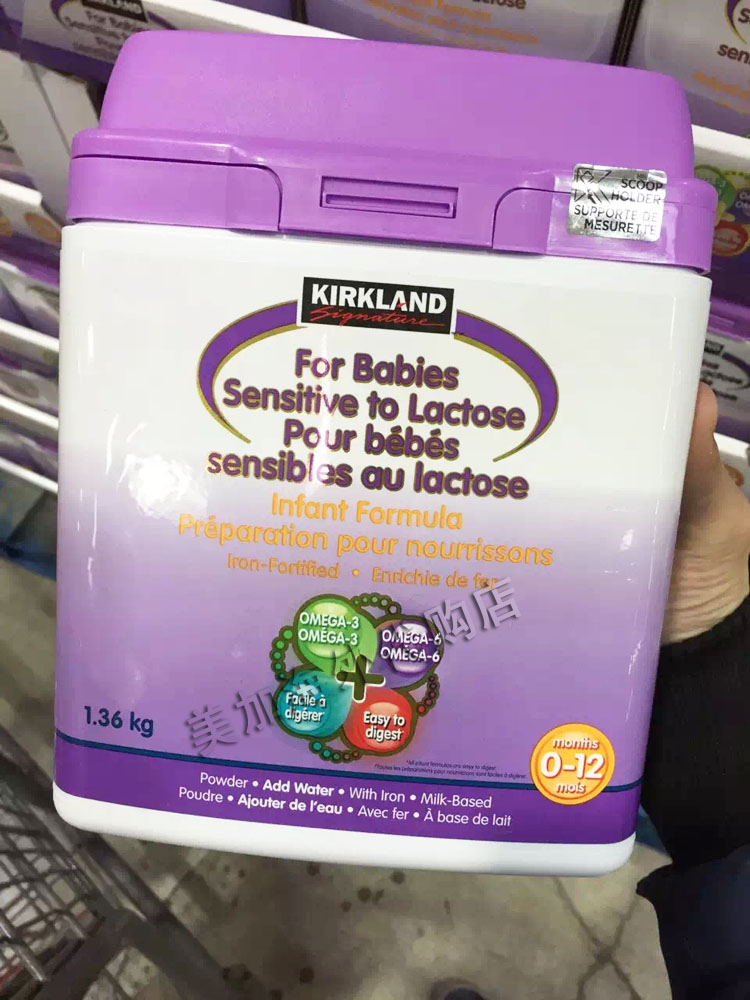 SCOOP
HOLDER
SUPPORTE DE
MESURETTE
KIRKLAND
Signature
For Babies
Sensitive to Lactose
Pour bébés
sensibles au lactose
Infant Formula
Préparation pour nourrissons
Iron-Fortified • Enrichie de fer
OMEGA-3
OMÉGA-3
OMEGA-6
OMÉGA-6
Facile à
digérer
Easy to
digest
1.36 kg
months
0-12
mois
Powder • Add Water • With Iron • Milk-Based
Poudre • Ajouter de l'eau • Avec fer • À base de lait